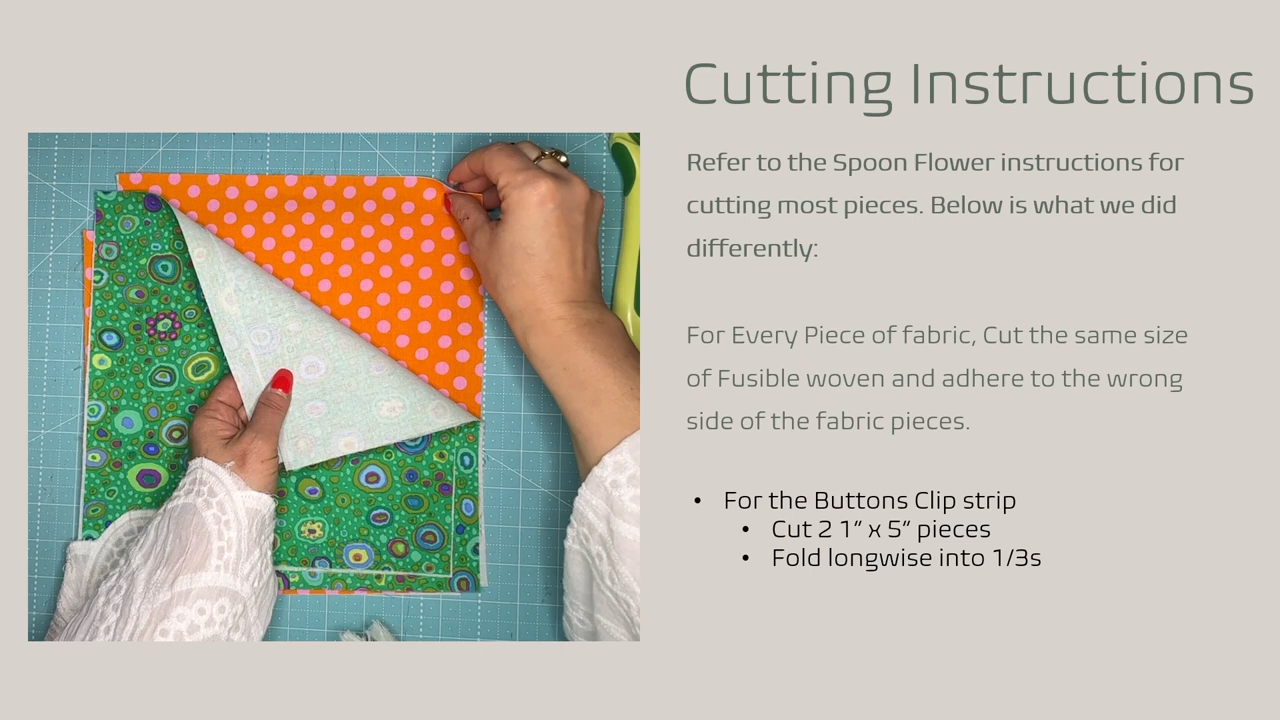 Cutting Instructions
Refer to the Spoon Flower instructions for
cutting most pieces. Below is what we did
differently:
For Every Piece of fabric, Cut the same size
of Fusible woven and adhere to the wrong
side of the fabric pieces.
• For the Buttons Clip strip
• Cut 2 1“ x 5“ pieces
• Fold longwise into 1/3s